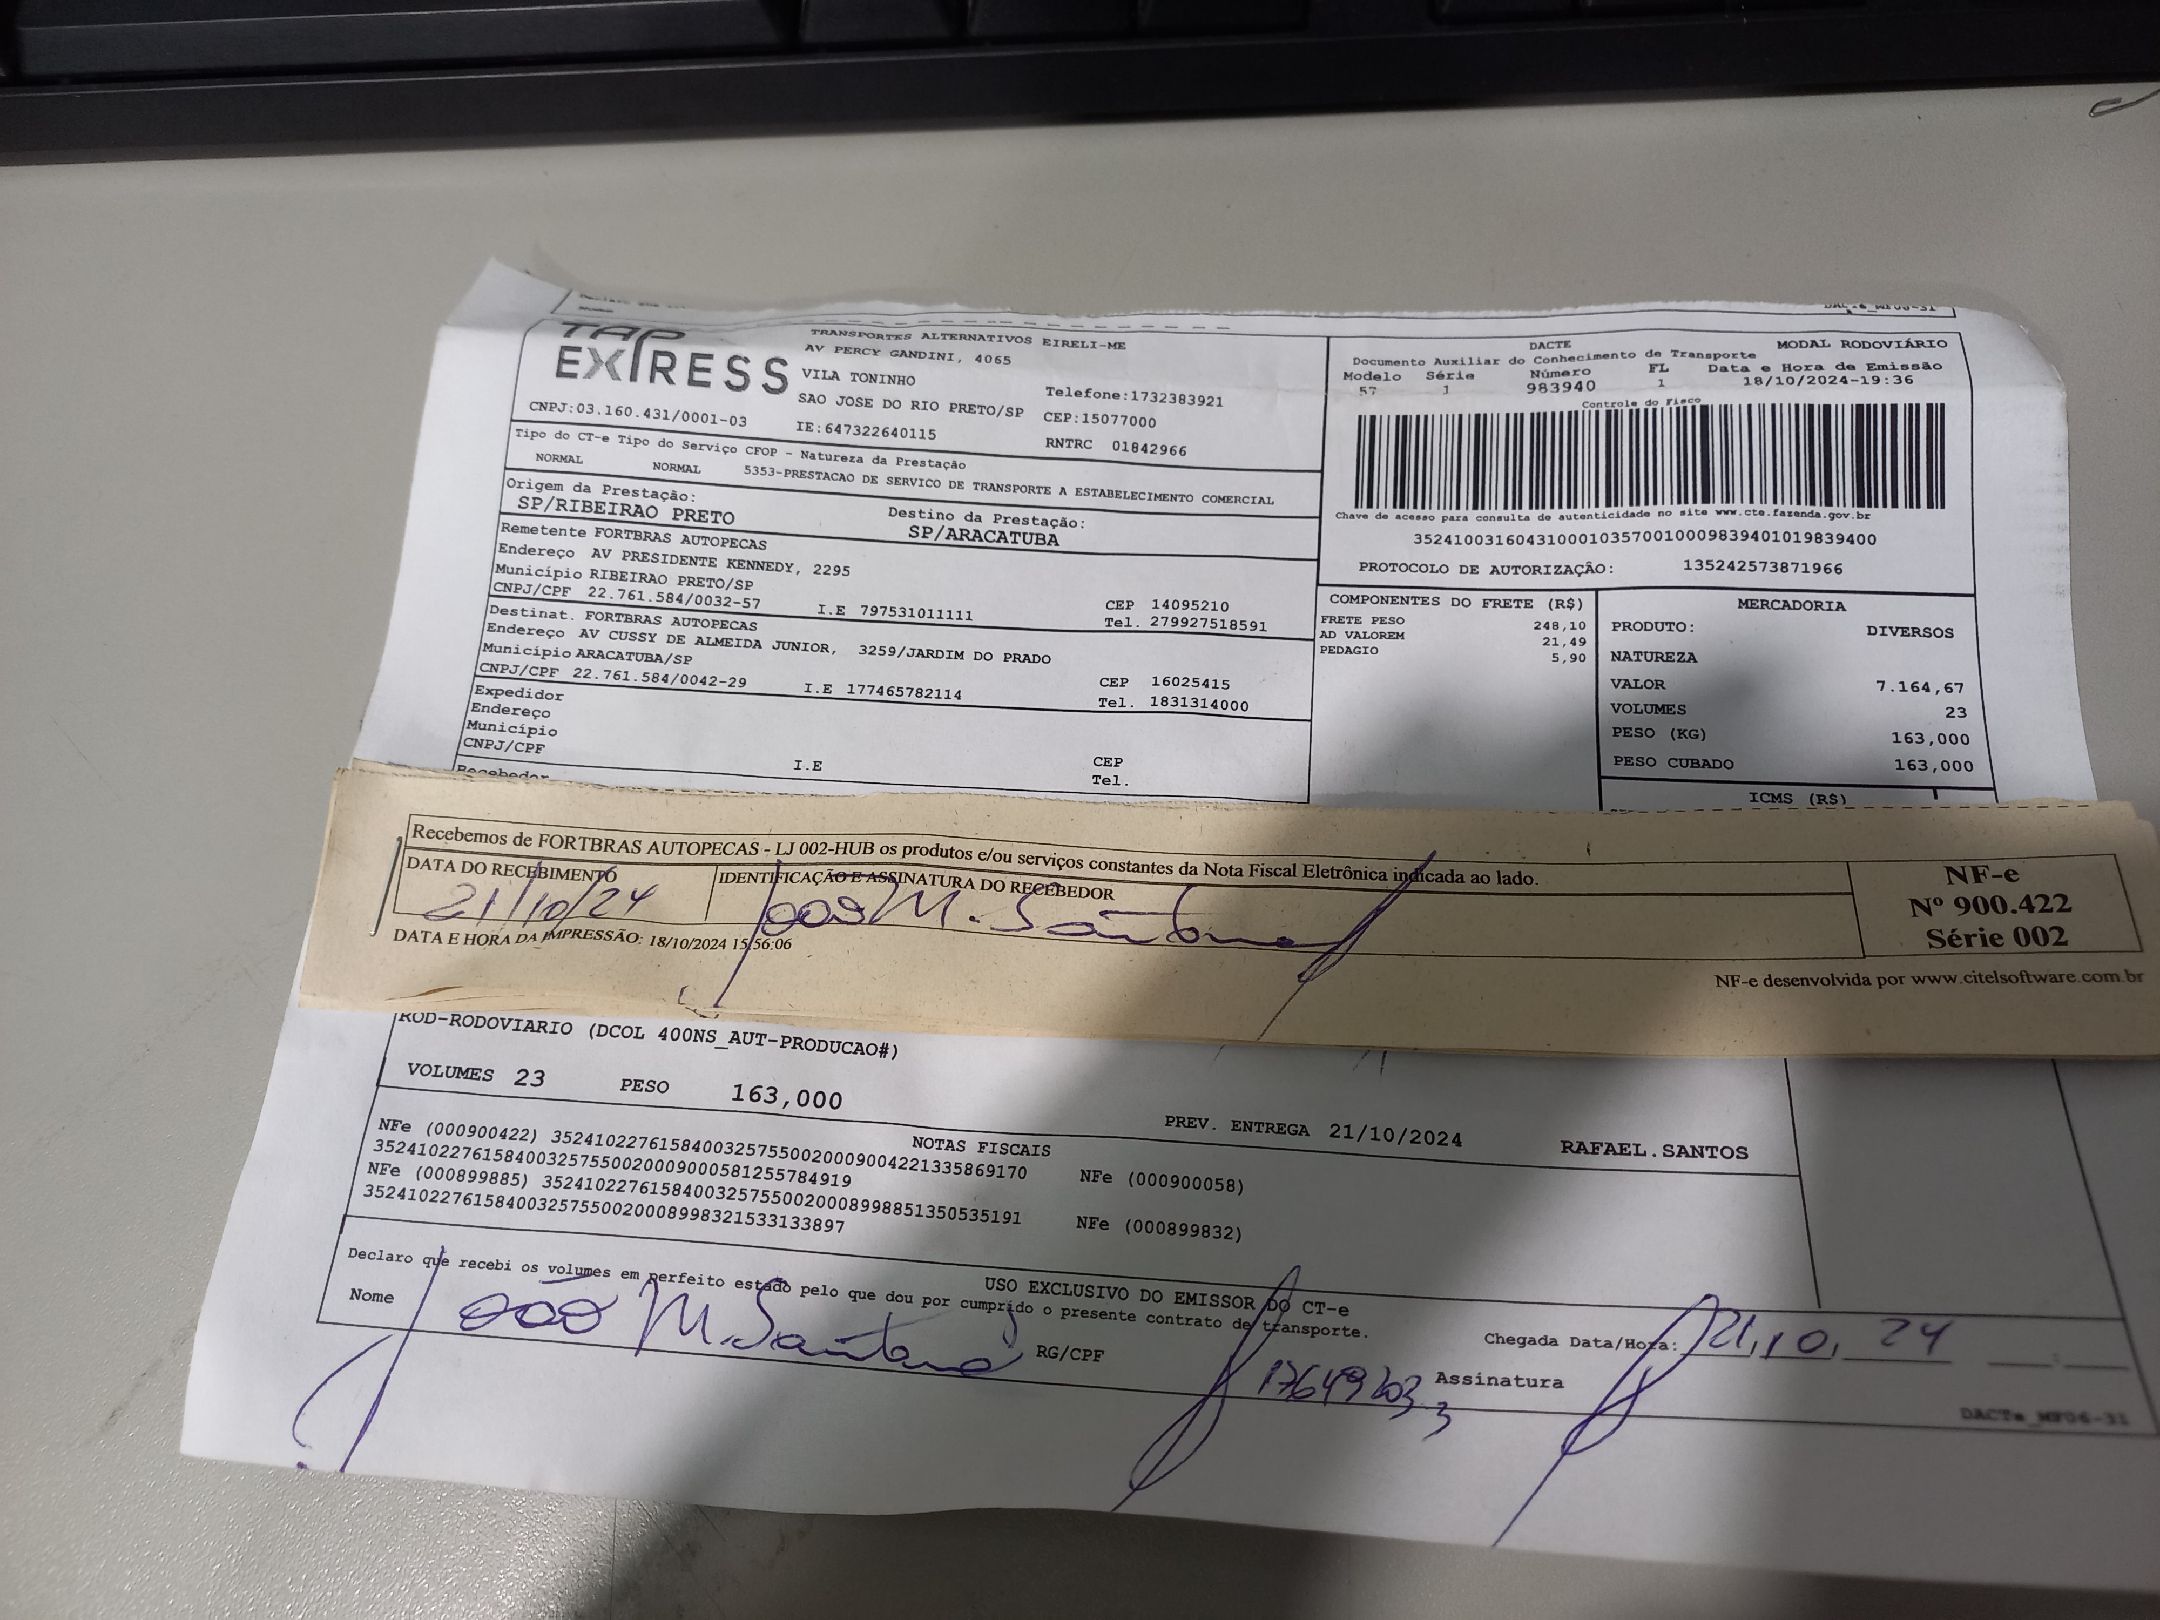 TAP
EXPRESS
TRANSPORTES ALTERNATIVOS EIRELI-ME
AV PERCY GANDINI, 4065
VILA TONINHO
SAO JOSE DO RIO PRETO/SP
Telefone:1732383921
CEP:15077000
CNPJ:03.160.431/0001-03
IE:647322640115
RNTRC 01842966
DACTE
MODAL RODOVIÁRIO
Documento Auxiliar do Conhecimento de Transporte
Modelo Série Número FL Data e Hora de Emissão
57 1 983940 1 18/10/2024-19:36
Controle do Fisco
Chave de acesso para consulta de autenticidade no site www.cte.fazenda.gov.br
35241003160431000103570010009839401019839400
PROTOCOLO DE AUTORIZAÇÂO: 135242573871966
Tipo do CT-e Tipo do Serviço CFOP - Natureza da Prestação
NORMAL NORMAL 5353-PRESTACAO DE SERVICO DE TRANSPORTE A ESTABELECIMENTO COMERCIAL
Origem da Prestação:
SP/RIBEIRAO PRETO
Destino da Prestação:
SP/ARACATUBA
Remetente FORTBRAS AUTOPECAS
Endereço AV PRESIDENTE KENNEDY, 2295
Município RIBEIRAO PRETO/SP
CNPJ/CPF 22.761.584/0032-57 I.E 797531011111
CEP 14095210
Tel. 279927518591
Destinat. FORTBRAS AUTOPECAS
Endereço AV CUSSY DE ALMEIDA JUNIOR, 3259/JARDIM DO PRADO
Município ARACATUBA/SP
CNPJ/CPF 22.761.584/0042-29 I.E 177465782114
CEP 16025415
Tel. 1831314000
Expedidor
Endereço
Município
CNPJ/CPF
I.E
CEP
Tel.
Recebedor
COMPONENTES DO FRETE (R$)
FRETE PESO 248,10
AD VALOREM 21,49
PEDAGIO 5,90
MERCADORIA
PRODUTO: DIVERSOS
NATUREZA
VALOR 7.164,67
VOLUMES 23
PESO (KG) 163,000
PESO CUBADO 163,000
ICMS (R$)
Recebemos de FORTBRAS AUTOPECAS - LJ 002-HUB os produtos e/ou serviços constantes da Nota Fiscal Eletrônica indicada ao lado.
DATA DO RECEBIMENTO
21/10/24
IDENTIFICAÇÃO E ASSINATURA DO RECEBEDOR
João M. Santana
NF-e
Nº 900.422
Série 002
DATA E HORA DA IMPRESSÃO: 18/10/2024 15:56:06
NF-e desenvolvida por www.citelsoftware.com.br
ROD-RODOVIARIO (DCOL 400NS_AUT-PRODUCAO#)
VOLUMES 23 PESO 163,000
PREV. ENTREGA 21/10/2024 RAFAEL.SANTOS
NOTAS FISCAIS
NFe (000900422) 35241022761584003257550020009004221335869170 NFe (000900058)
35241022761584003257550020009000581255784919
NFe (000899885) 35241022761584003257550020008998851350535191 NFe (000899832)
35241022761584003257550020008998321533133897
USO EXCLUSIVO DO EMISSOR DO CT-e
Declaro que recebi os volumes em perfeito estado pelo que dou por cumprido o presente contrato de transporte.
Nome João M. Santana
RG/CPF
Chegada Data/Hora: 21, 10, 24
Assinatura
DACTe_MF06-31